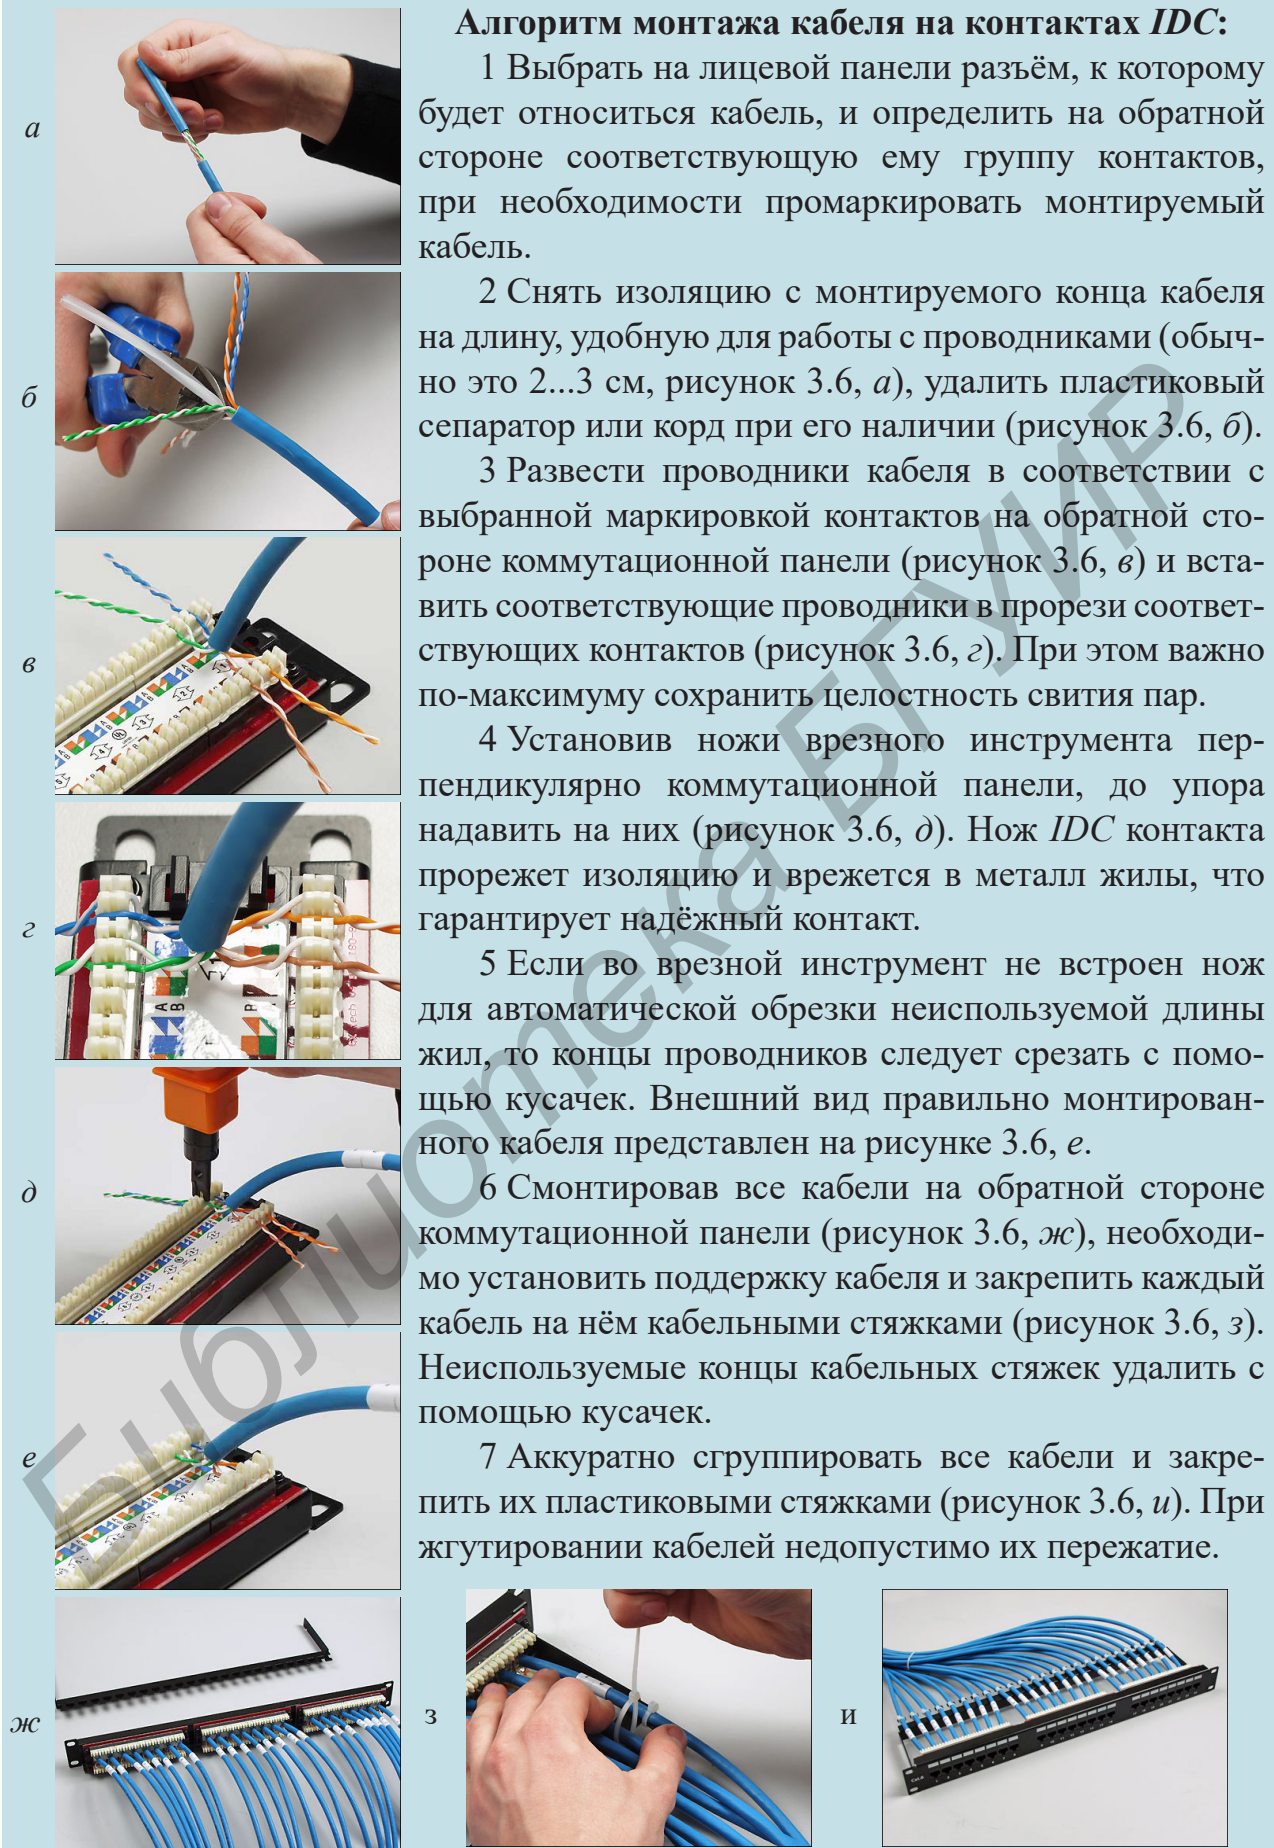 Алгоритм монтажа кабеля на контактах IDC:
1 Выбрать на лицевой панели разъём, к которому
будет относиться кабель, и определить на обратной
стороне соответствующую ему группу контактов,
при необходимости промаркировать монтируемый
кабель.
2 Снять изоляцию с монтируемого конца кабеля
на длину, удобную для работы с проводниками (обыч-
но это 2...3 см, рисунок 3.6, а), удалить пластиковый
сепаратор или корд при его наличии (рисунок 3.6, б).
3 Развести проводники кабеля в соответствии с
выбранной маркировкой контактов на обратной сто-
роне коммутационной панели (рисунок 3.6, в) и вста-
вить соответствующие проводники в прорези соответ-
ствующих контактов (рисунок 3.6, г). При этом важно
по-максимуму сохранить целостность свития пар.
4 Установив ножи врезного инструмента пер-
пендикулярно коммутационной панели, до упора
надавить на них (рисунок 3.6, д). Нож IDC контакта
прорежет изоляцию и врежется в металл жилы, что
гарантирует надёжный контакт.
5 Если во врезной инструмент не встроен нож
для автоматической обрезки неиспользуемой длины
жил, то концы проводников следует срезать с помо-
щью кусачек. Внешний вид правильно монтирован-
ного кабеля представлен на рисунке 3.6, е.
6 Смонтировав все кабели на обратной стороне
коммутационной панели (рисунок 3.6, ж), необходи-
мо установить поддержку кабеля и закрепить каждый
кабель на нём кабельными стяжками (рисунок 3.6, з).
Неиспользуемые концы кабельных стяжек удалить с
помощью кусачек.
7 Аккуратно сгруппировать все кабели и закре-
пить их пластиковыми стяжками (рисунок 3.6, и). При
жгутировании кабелей недопустимо их пережатие.
а
б
в
г
д
е
ж
з
и
Библиотека БГУИР